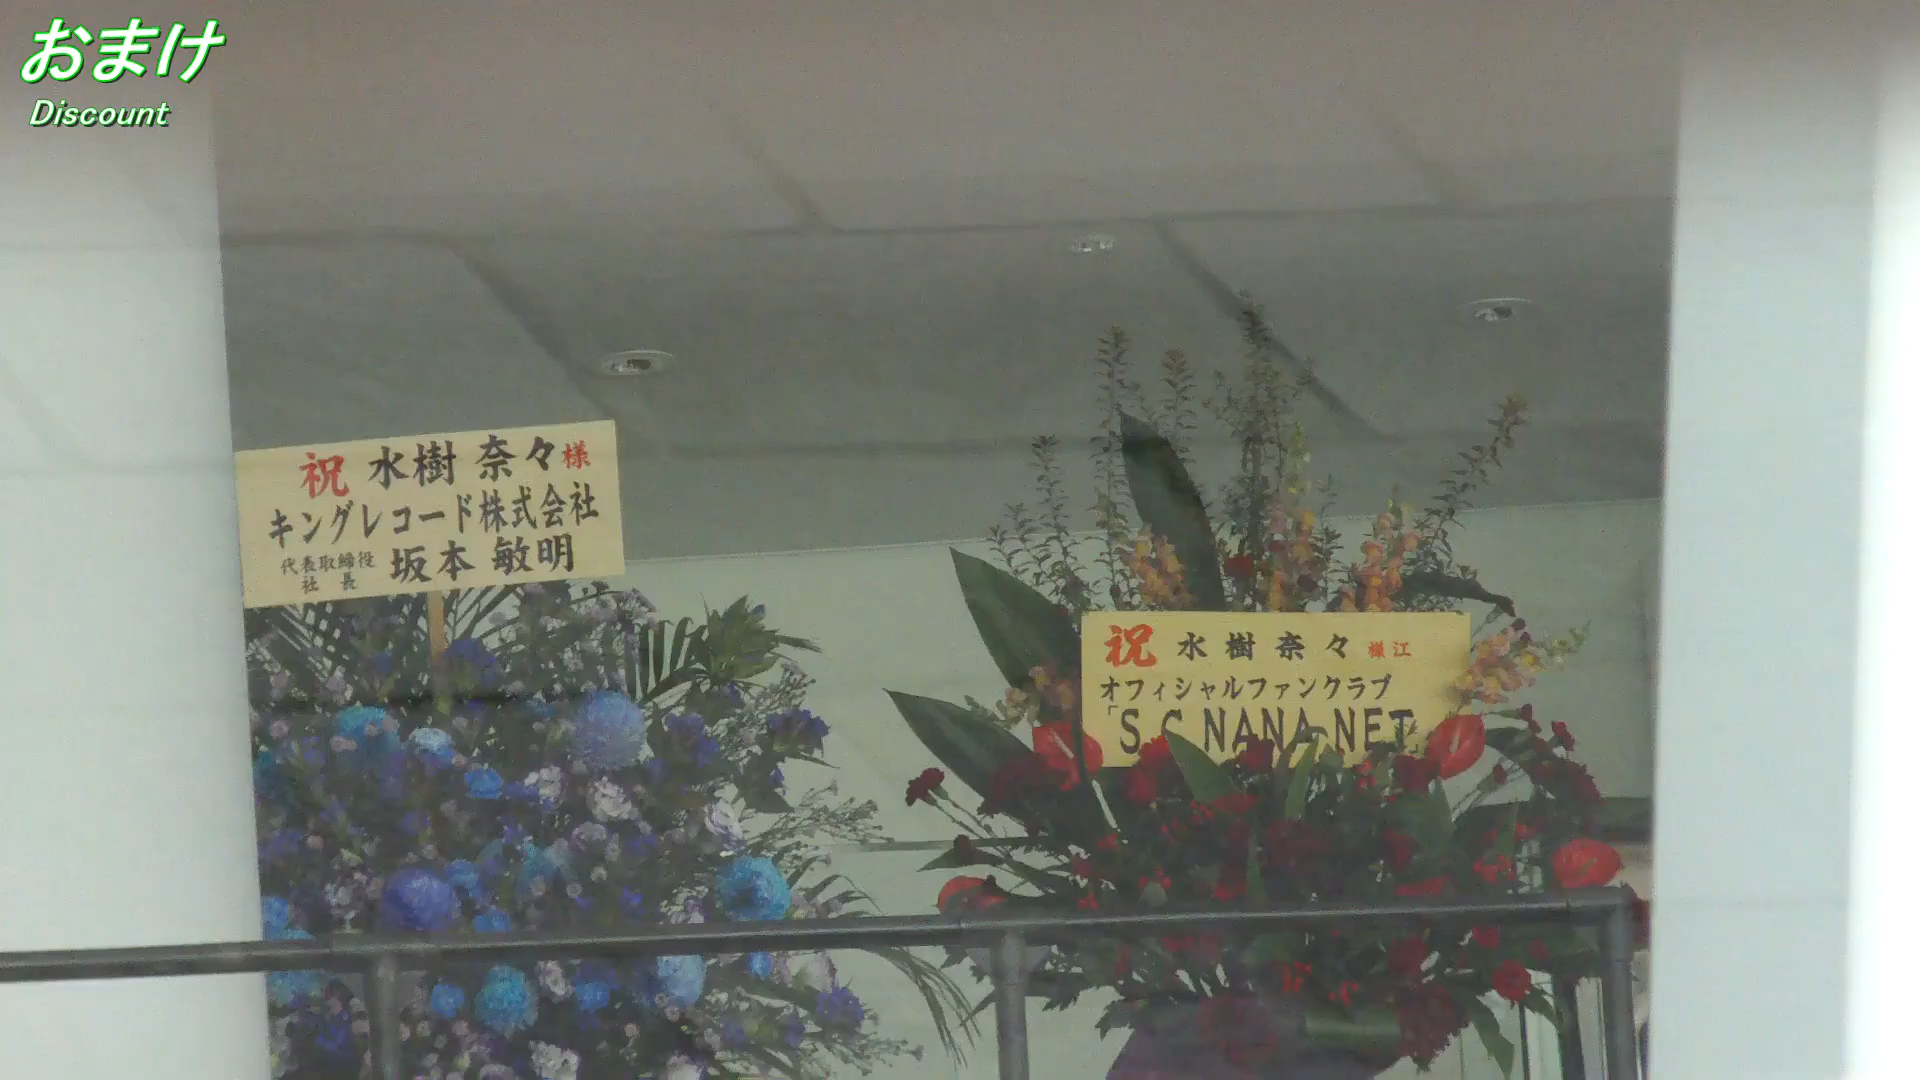 おまけ
Discount
祝 水樹 奈々様
キングレコード株式会社
代表取締役
社長 坂本 敏明
祝 水樹奈々様江
オフィシャルファンクラブ
「S.C. NANA-NET」